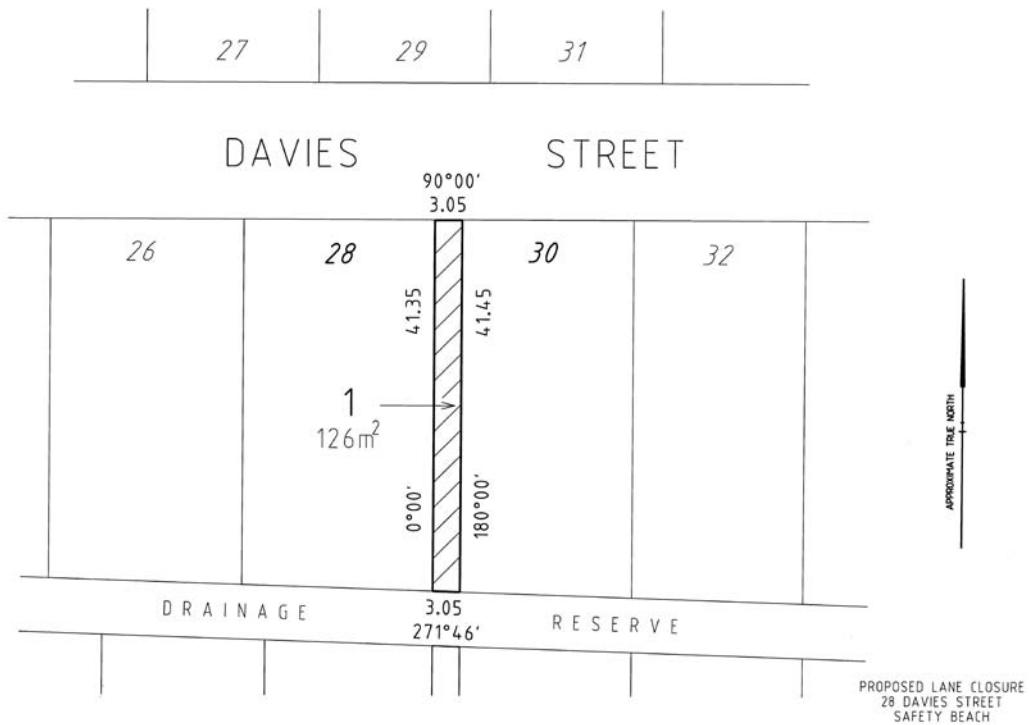 27
29
31
DAVIES STREET
90°00'
3.05
26
28
30
32
41.35
41.45
1
126m²
0°00'
180°00'
APPROXIMATE TRUE NORTH
DRAINAGE
3.05
RESERVE
271°46'
PROPOSED LANE CLOSURE
28 DAVIES STREET
SAFETY BEACH